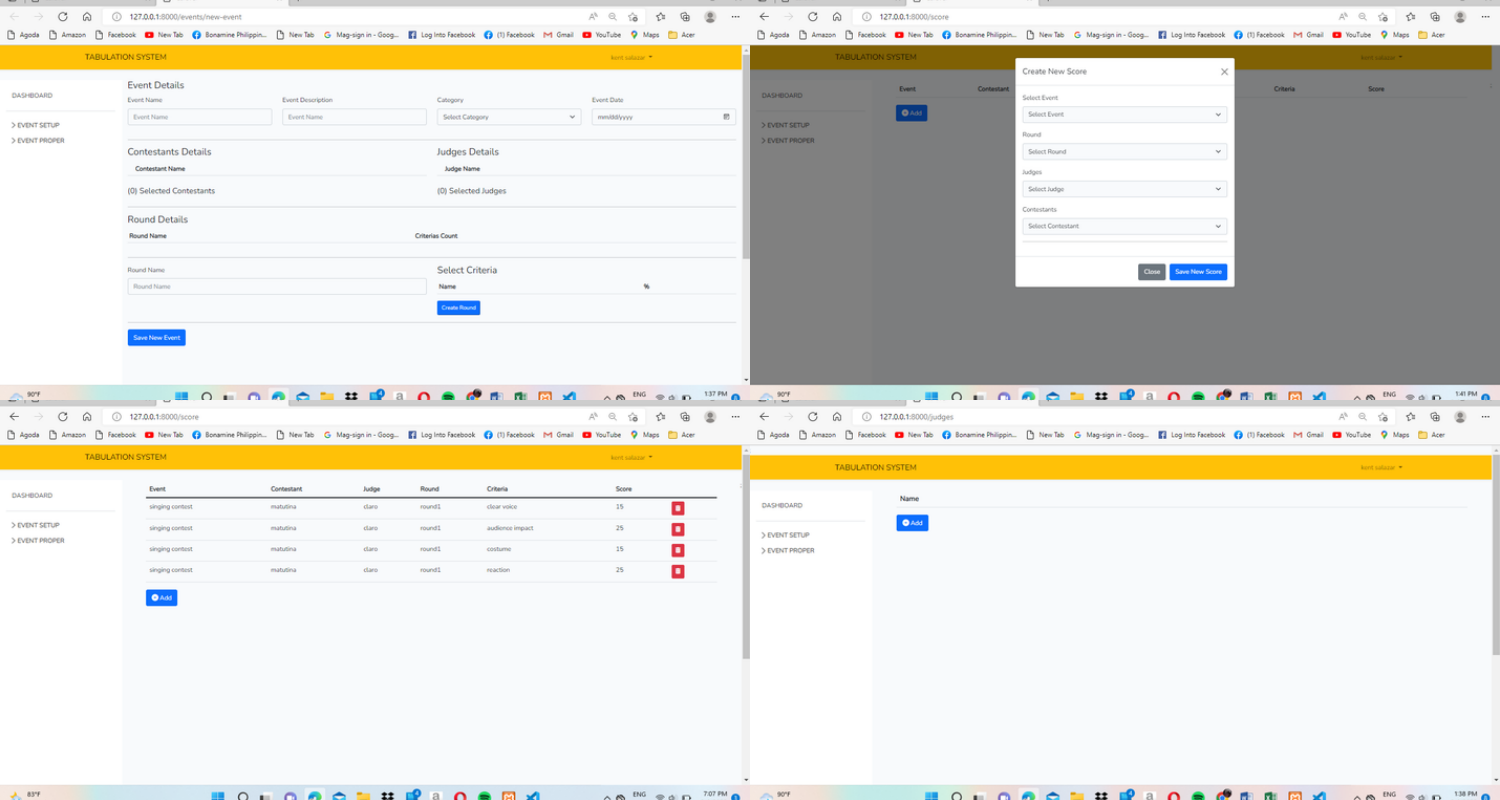 127.0.0.1:8000/events/new-event
Agoda Amazon Facebook New Tab Bonamine Philippin... New Tab Mag-sign in - Goog... Log Into Facebook (1) Facebook Gmail YouTube Maps Acer
TABULATION SYSTEM kent salazar
DASHBOARD
EVENT SETUP
EVENT PROPER
Event Details
Event Name Event Description Category Event Date
Event Name Event Name Select Category mm/dd/yyyy
Contestants Details Judges Details
Contestant Name Judge Name
(0) Selected Contestants (0) Selected Judges
Round Details
Round Name Criterias Count
Round Name Select Criteria
Round Name Name %
Create Round
Save New Event
90°F ENG 1:37 PM
127.0.0.1:8000/score
Agoda Amazon Facebook New Tab Bonamine Philippin... New Tab Mag-sign in - Goog... Log Into Facebook (1) Facebook Gmail YouTube Maps Acer
TABULATION SYSTEM kent salazar
DASHBOARD
EVENT SETUP
EVENT PROPER
Event Contestant Criteria Score
Add
Create New Score
Select Event
Select Event
Round
Select Round
Judges
Select Judge
Contestants
Select Contestant
Close Save New Score
90°F ENG 1:41 PM
127.0.0.1:8000/score
Agoda Amazon Facebook New Tab Bonamine Philippin... New Tab Mag-sign in - Goog... Log Into Facebook (1) Facebook Gmail YouTube Maps Acer
TABULATION SYSTEM kent salazar
DASHBOARD
EVENT SETUP
EVENT PROPER
Event Contestant Judge Round Criteria Score
singing contest matutina claro round1 clear voice 15
singing contest matutina claro round1 audience impact 25
singing contest matutina claro round1 costume 15
singing contest matutina claro round1 reaction 25
Add
83°F ENG 7:07 PM
127.0.0.1:8000/judges
Agoda Amazon Facebook New Tab Bonamine Philippin... New Tab Mag-sign in - Goog... Log Into Facebook (1) Facebook Gmail YouTube Maps Acer
TABULATION SYSTEM kent salazar
DASHBOARD
EVENT SETUP
EVENT PROPER
Name
Add
90°F ENG 1:38 PM